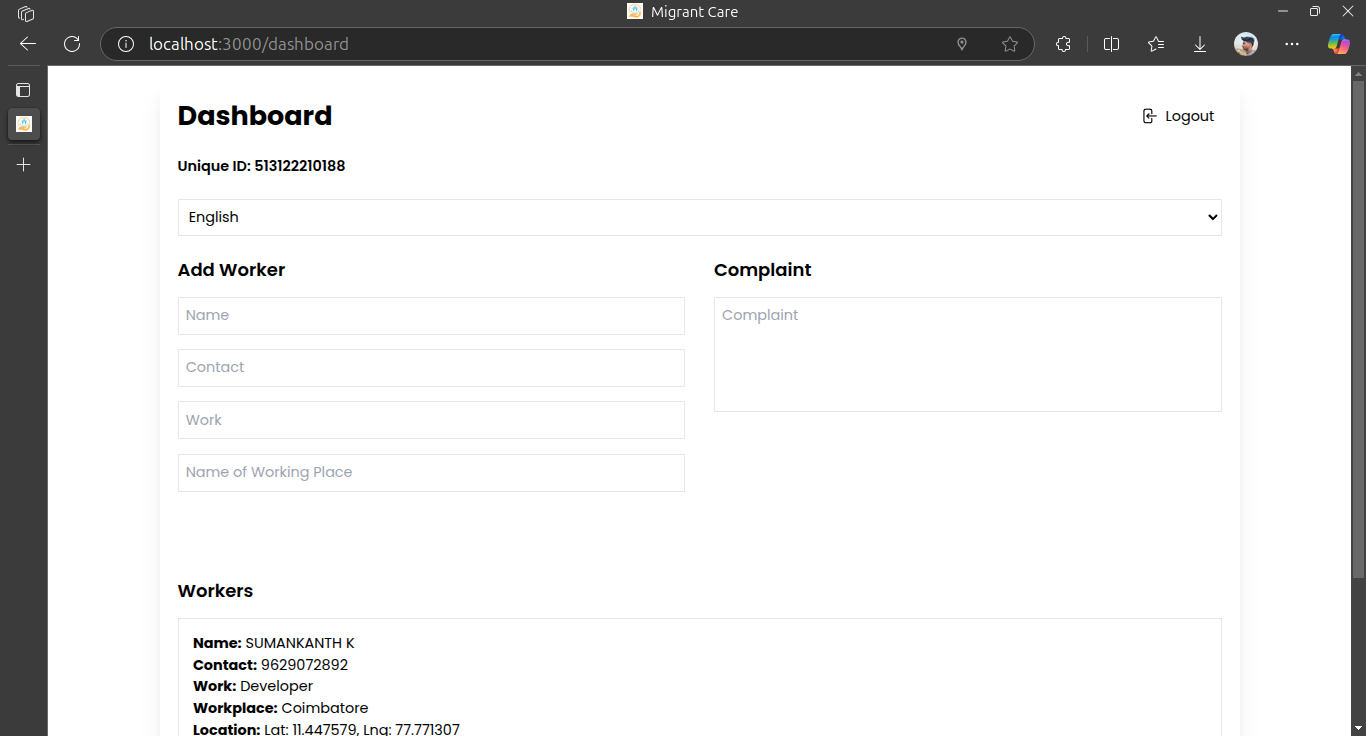 Migrant Care
localhost:3000/dashboard
Dashboard
Logout
Unique ID: 513122210188
English
Add Worker
Complaint
Name
Complaint
Contact
Work
Name of Working Place
Workers
Name: SUMANKANTH K
Contact: 9629072892
Work: Developer
Workplace: Coimbatore
Location: Lat: 11.447579, Lng: 77.771307